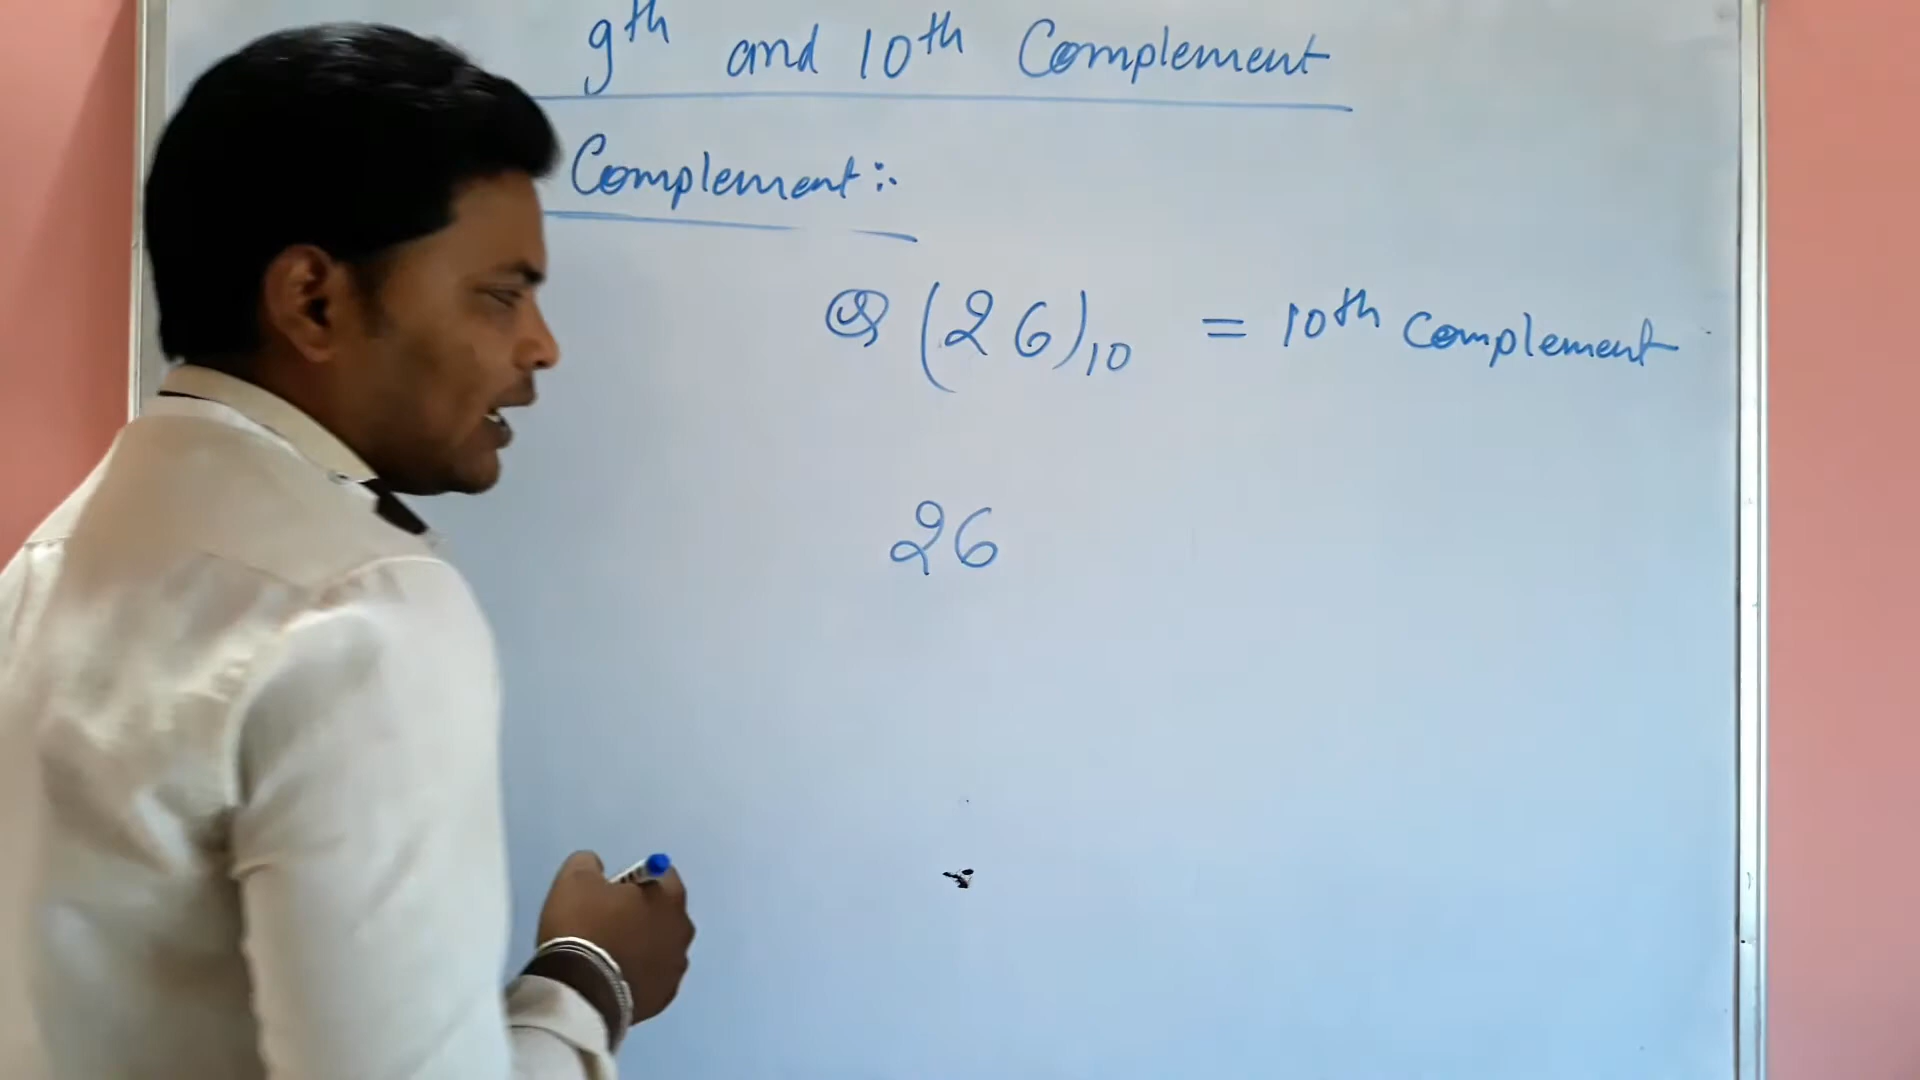 9th and 10th Complement
Complement :-
Q (26)10 = 10th complement
26